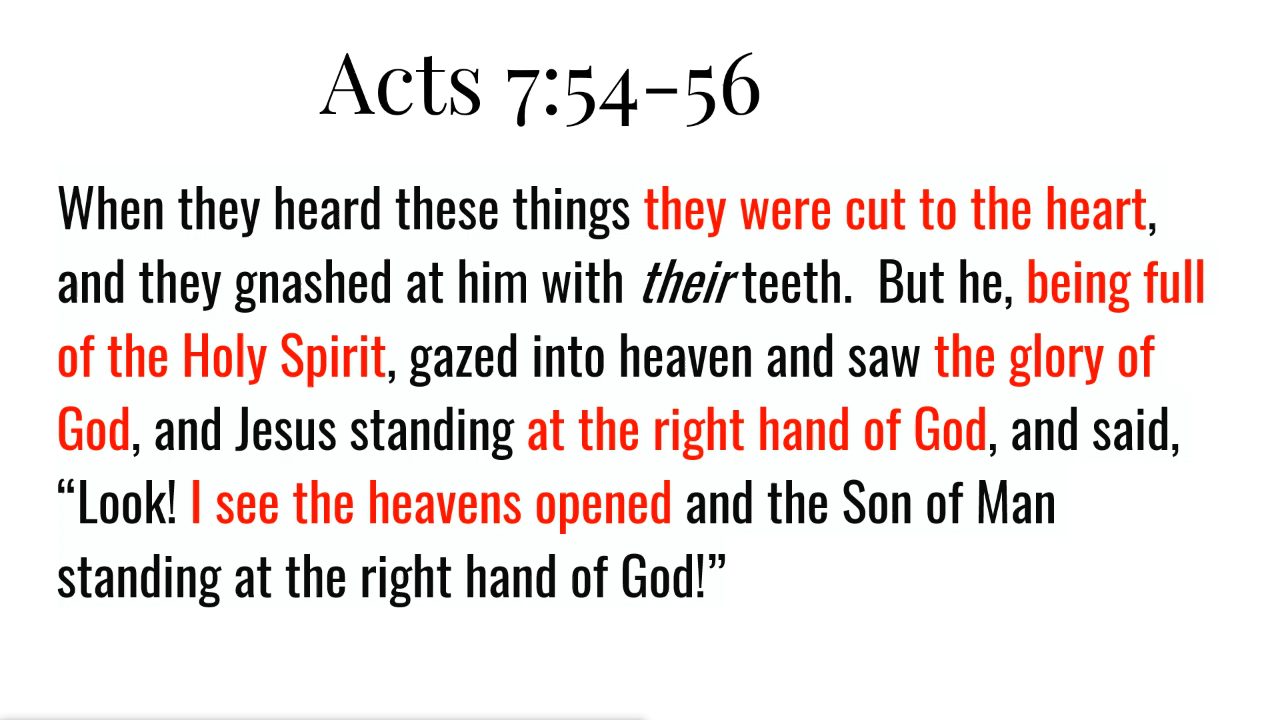 Acts 7:54-56
When they heard these things they were cut to the heart,
and they gnashed at him with their teeth.  But he, being full
of the Holy Spirit, gazed into heaven and saw the glory of
God, and Jesus standing at the right hand of God, and said,
“Look! I see the heavens opened and the Son of Man
standing at the right hand of God!”